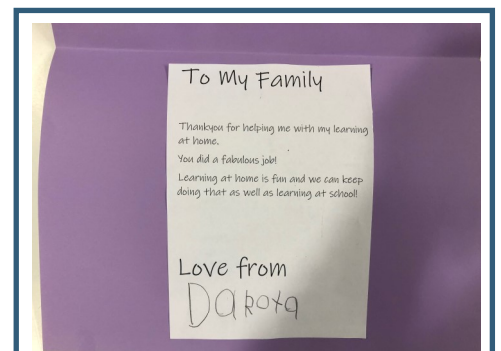 To My Family
Thankyou for helping me with my learning
at home.
You did a fabulous job!
Learning at home is fun and we can keep
doing that as well as learning at school!
Love from
Dakota